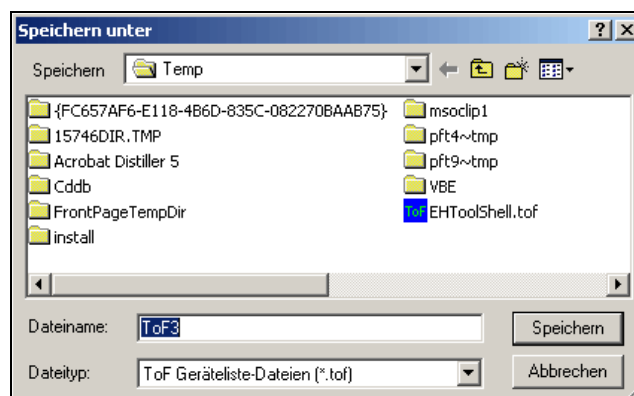 Speichern unter
Speichern Temp
{FC657AF6-E118-4B6D-835C-082270BAAB75} msoclip1
15746DIR.TMP pft4~tmp
Acrobat Distiller 5 pft9~tmp
Cddb VBE
FrontPageTempDir ToF EHToolShell.tof
install
Dateiname: ToF3 Speichern
Dateityp: ToF Geräteliste-Dateien (*.tof) Abbrechen